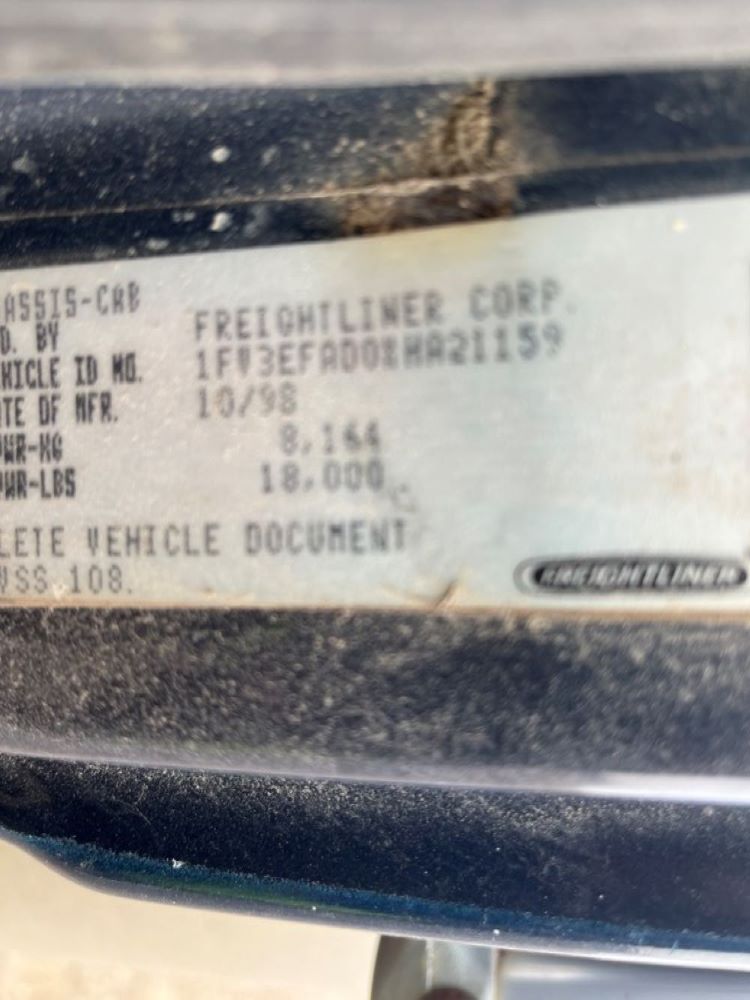 ASSIS-CAB
D. BY FREIGHTLINER CORP.
HICLE ID NO. 1FV3EFAD0XHA21159
TE OF MFR. 10/98
WR-KG 8,164
WR-LBS 18,000
LETE VEHICLE DOCUMENT
VSS 108.
FREIGHTLINER